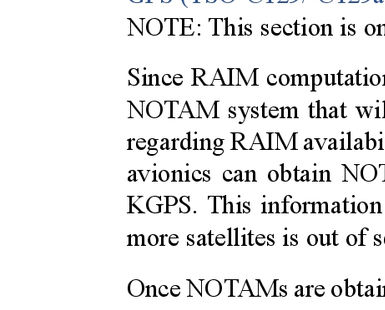 NOTE: This section is on
Since RAIM computation
NOTAM system that wil
regarding RAIM availabi
avionics can obtain NOT
KGPS. This information
more satellites is out of s
Once NOTAMs are obtai